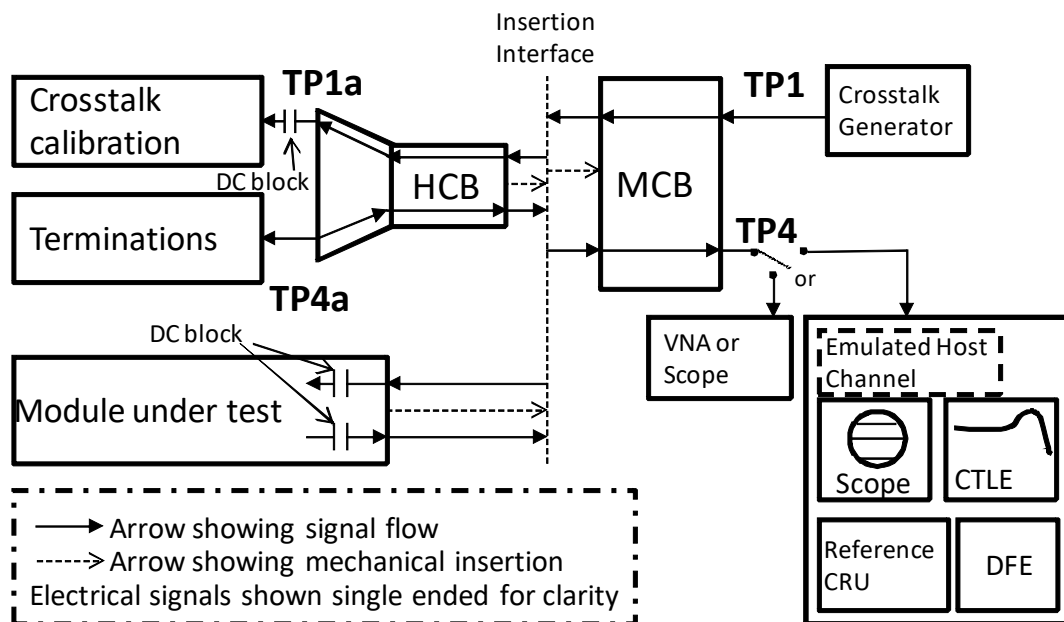 Insertion
Interface
TP1a
TP1
Crosstalk
calibration
DC block
HCB
MCB
Crosstalk
Generator
Terminations
TP4a
TP4
or
DC block
Module under test
VNA or
Scope
Emulated Host
Channel
Scope
CTLE
Reference
CRU
DFE
Arrow showing signal flow
Arrow showing mechanical insertion
Electrical signals shown single ended for clarity